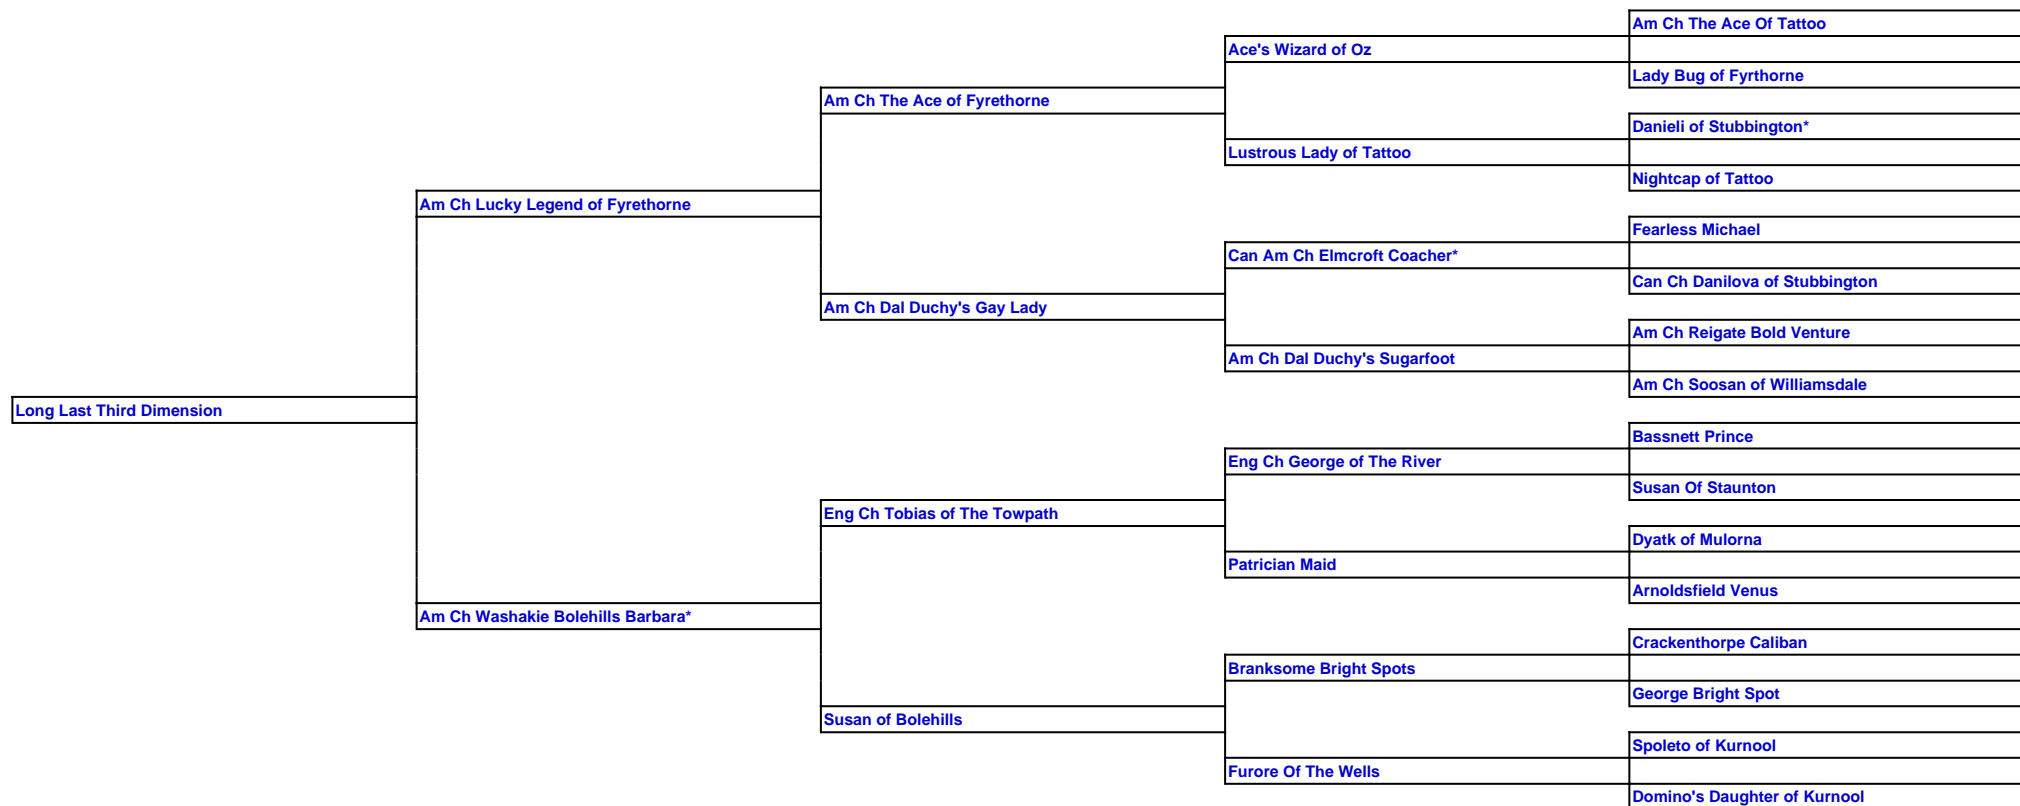 Am Ch The Ace Of Tattoo
Ace's Wizard of Oz
Lady Bug of Fyrthorne
Am Ch The Ace of Fyrethorne
Danieli of Stubbington*
Lustrous Lady of Tattoo
Nightcap of Tattoo
Am Ch Lucky Legend of Fyrethorne
Fearless Michael
Can Am Ch Elmcroft Coacher*
Can Ch Danilova of Stubbington
Am Ch Dal Duchy's Gay Lady
Am Ch Reigate Bold Venture
Am Ch Dal Duchy's Sugarfoot
Am Ch Soosan of Williamsdale
Long Last Third Dimension
Bassnett Prince
Eng Ch George of The River
Susan Of Staunton
Eng Ch Tobias of The Towpath
Dyatk of Mulorna
Patrician Maid
Arnoldsfield Venus
Am Ch Washakie Bolehills Barbara*
Crackenthorpe Caliban
Branksome Bright Spots
George Bright Spot
Susan of Bolehills
Spoleto of Kurnool
Furore Of The Wells
Domino's Daughter of Kurnool